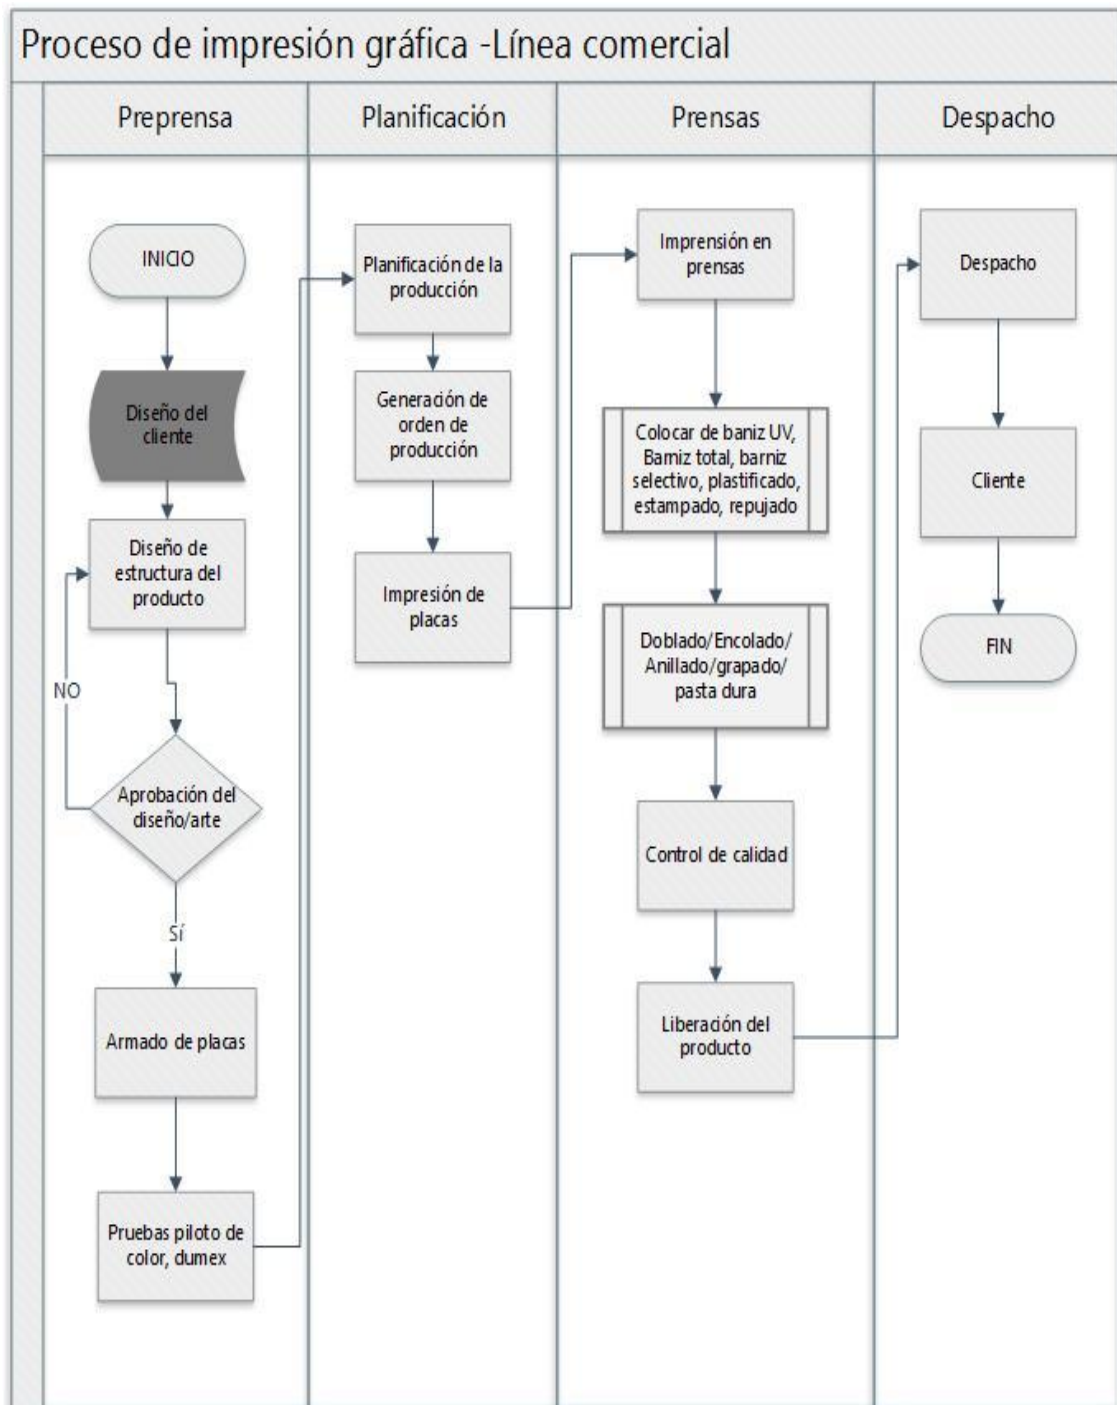 Proceso de impresión gráfica -Línea comercial
Preprensa
Planificación
Prensas
Despacho
INICIO
Diseño del
cliente
Diseño de
estructura del
producto
NO
Aprobación del
diseño/arte
Sí
Armado de placas
Pruebas piloto de
color, dumex
Planificación de la
producción
Generación de
orden de
producción
Impresión de
placas
Imprensión en
prensas
Colocar de baniz UV,
Barniz total, barniz
selectivo, plastificado,
estampado, repujado
Doblado/Encolado/
Anillado/grapado/
pasta dura
Control de calidad
Liberación del
producto
Despacho
Cliente
FIN